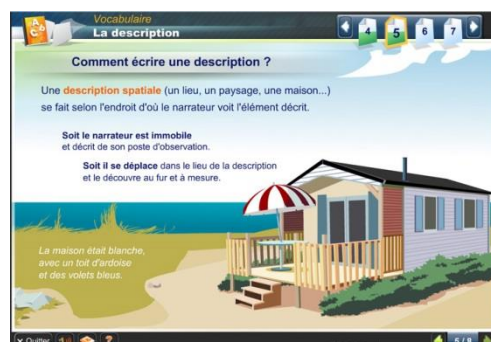 Vocabulaire
La description
4 5 6 7
Comment écrire une description ?
Une description spatiale (un lieu, un paysage, une maison...)
se fait selon l'endroit d'où le narrateur voit l'élément décrit.
Soit le narrateur est immobile
et décrit de son poste d'observation.
Soit il se déplace dans le lieu de la description
et le découvre au fur et à mesure.
La maison était blanche,
avec un toit d'ardoise
et des volets bleus.
× Quitter ? 5 / 8